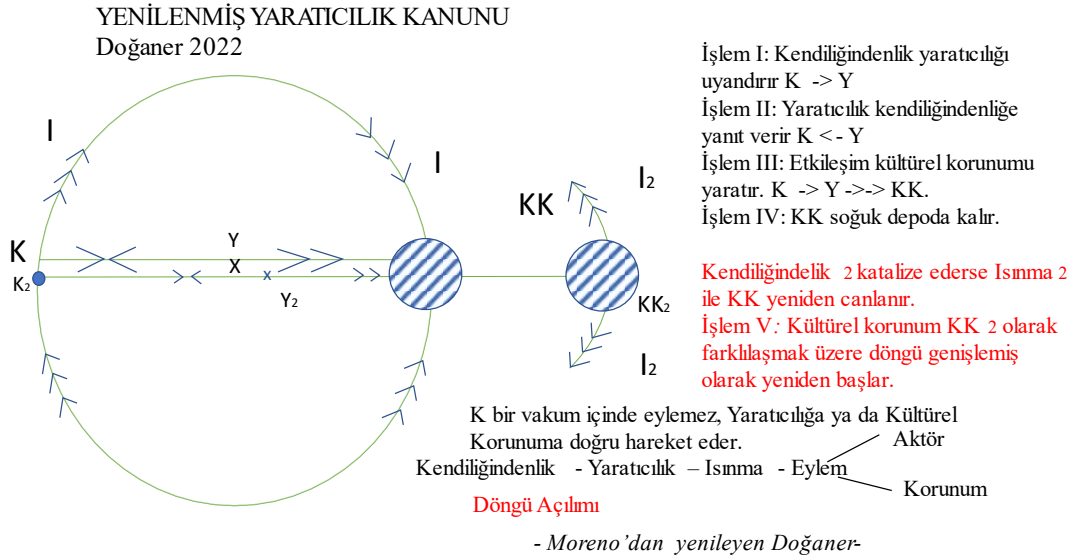 YENİLENMİŞ YARATICILIK KANUNU
Doğaner 2022
I
I
K
K2
Y
X
x
Y2
KK
I2
KK2
I2
İşlem I: Kendiliğindenlik yaratıcılığı
uyandırır K -> Y
İşlem II: Yaratıcılık kendiliğindenliğe
yanıt verir K <- Y
İşlem III: Etkileşim kültürel korunumu
yaratır. K -> Y ->-> KK.
İşlem IV: KK soğuk depoda kalır.
Kendiliğindelik 2 katalize ederse Isınma 2
ile KK yeniden canlanır.
İşlem V.: Kültürel korunum KK 2 olarak
farklılaşmak üzere döngü genişlemiş
olarak yeniden başlar.
K bir vakum içinde eylemez, Yaratıcılığa ya da Kültürel
Korunuma doğru hareket eder.
Aktör
Kendiliğindenlik - Yaratıcılık – Isınma - Eylem
Korunum
Döngü Açılımı
- Moreno’dan yenileyen Doğaner-